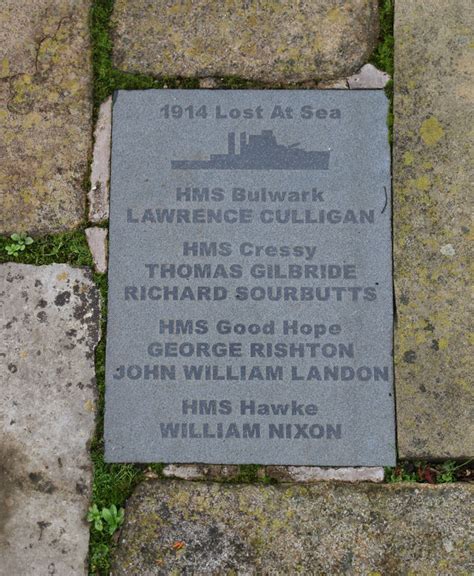 1914 Lost At Sea
HMS Bulwark
LAWRENCE CULLIGAN
HMS Cressy
THOMAS GILBRIDE
RICHARD SOURBUTTS
HMS Good Hope
GEORGE RISHTON
JOHN WILLIAM LANDON
HMS Hawke
WILLIAM NIXON